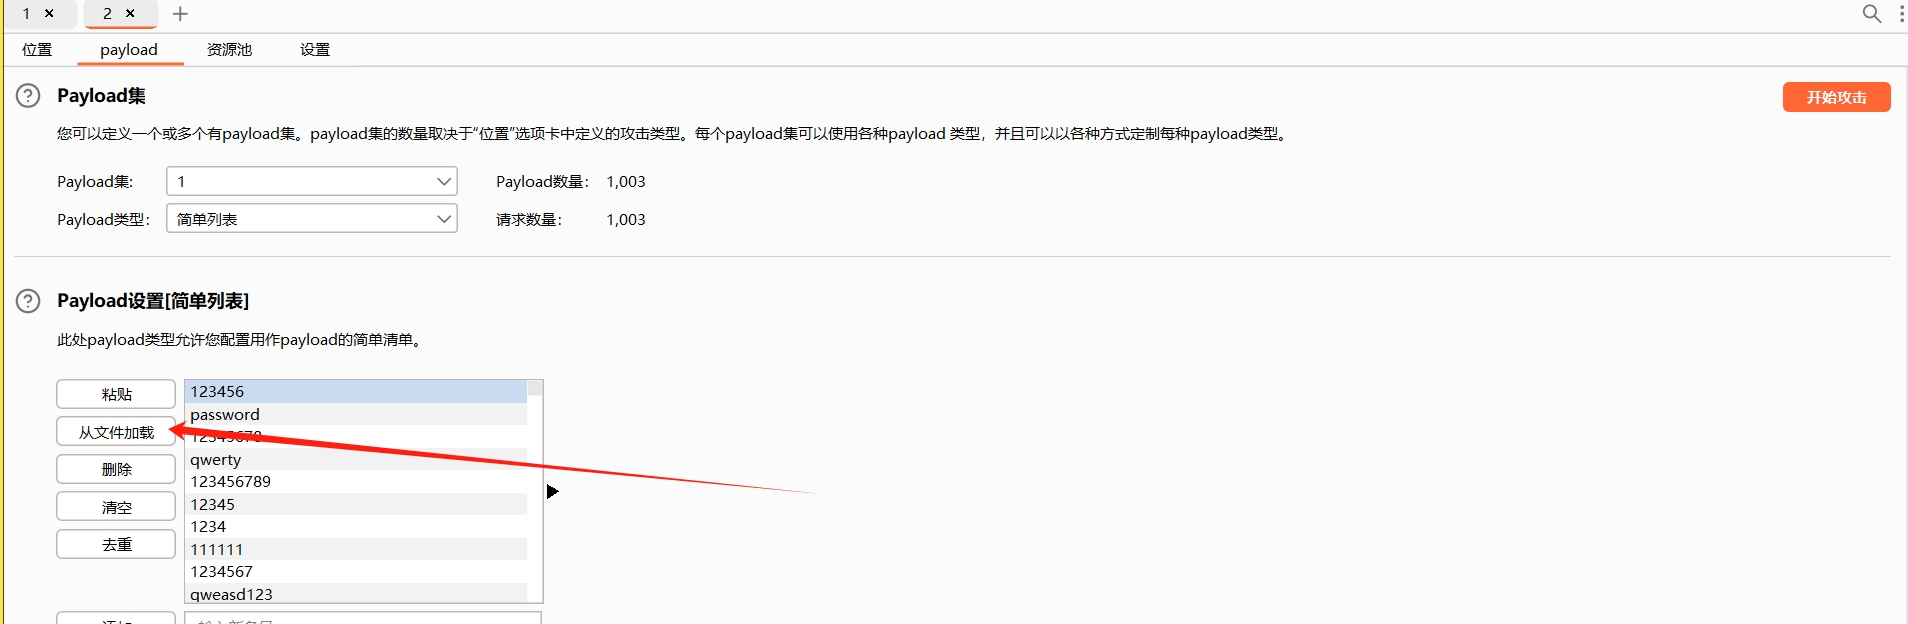 1 × 2 × +
位置 payload 资源池 设置
Payload集
开始攻击
您可以定义一个或多个有payload集。payload集的数量取决于“位置”选项卡中定义的攻击类型。每个payload集可以使用各种payload 类型，并且可以以各种方式定制每种payload类型。
Payload集: 1 Payload数量: 1,003
Payload类型: 简单列表 请求数量: 1,003
Payload设置[简单列表]
此处payload类型允许您配置用作payload的简单清单。
粘贴
从文件加载
删除
清空
去重
123456
password
12345678
qwerty
123456789
12345
1234
111111
1234567
qweasd123